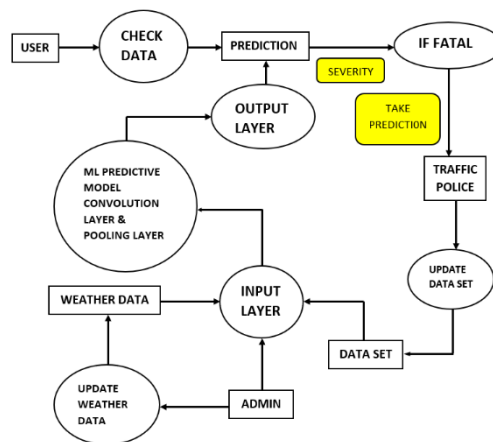 USER
CHECK
DATA
PREDICTION
IF FATAL
SEVERITY
TAKE
PREDICTION
OUTPUT
LAYER
ML PREDICTIVE
MODEL
CONVOLUTION
LAYER &
POOLING LAYER
TRAFFIC
POLICE
UPDATE
DATA SET
WEATHER DATA
INPUT
LAYER
DATA SET
UPDATE
WEATHER
DATA
ADMIN